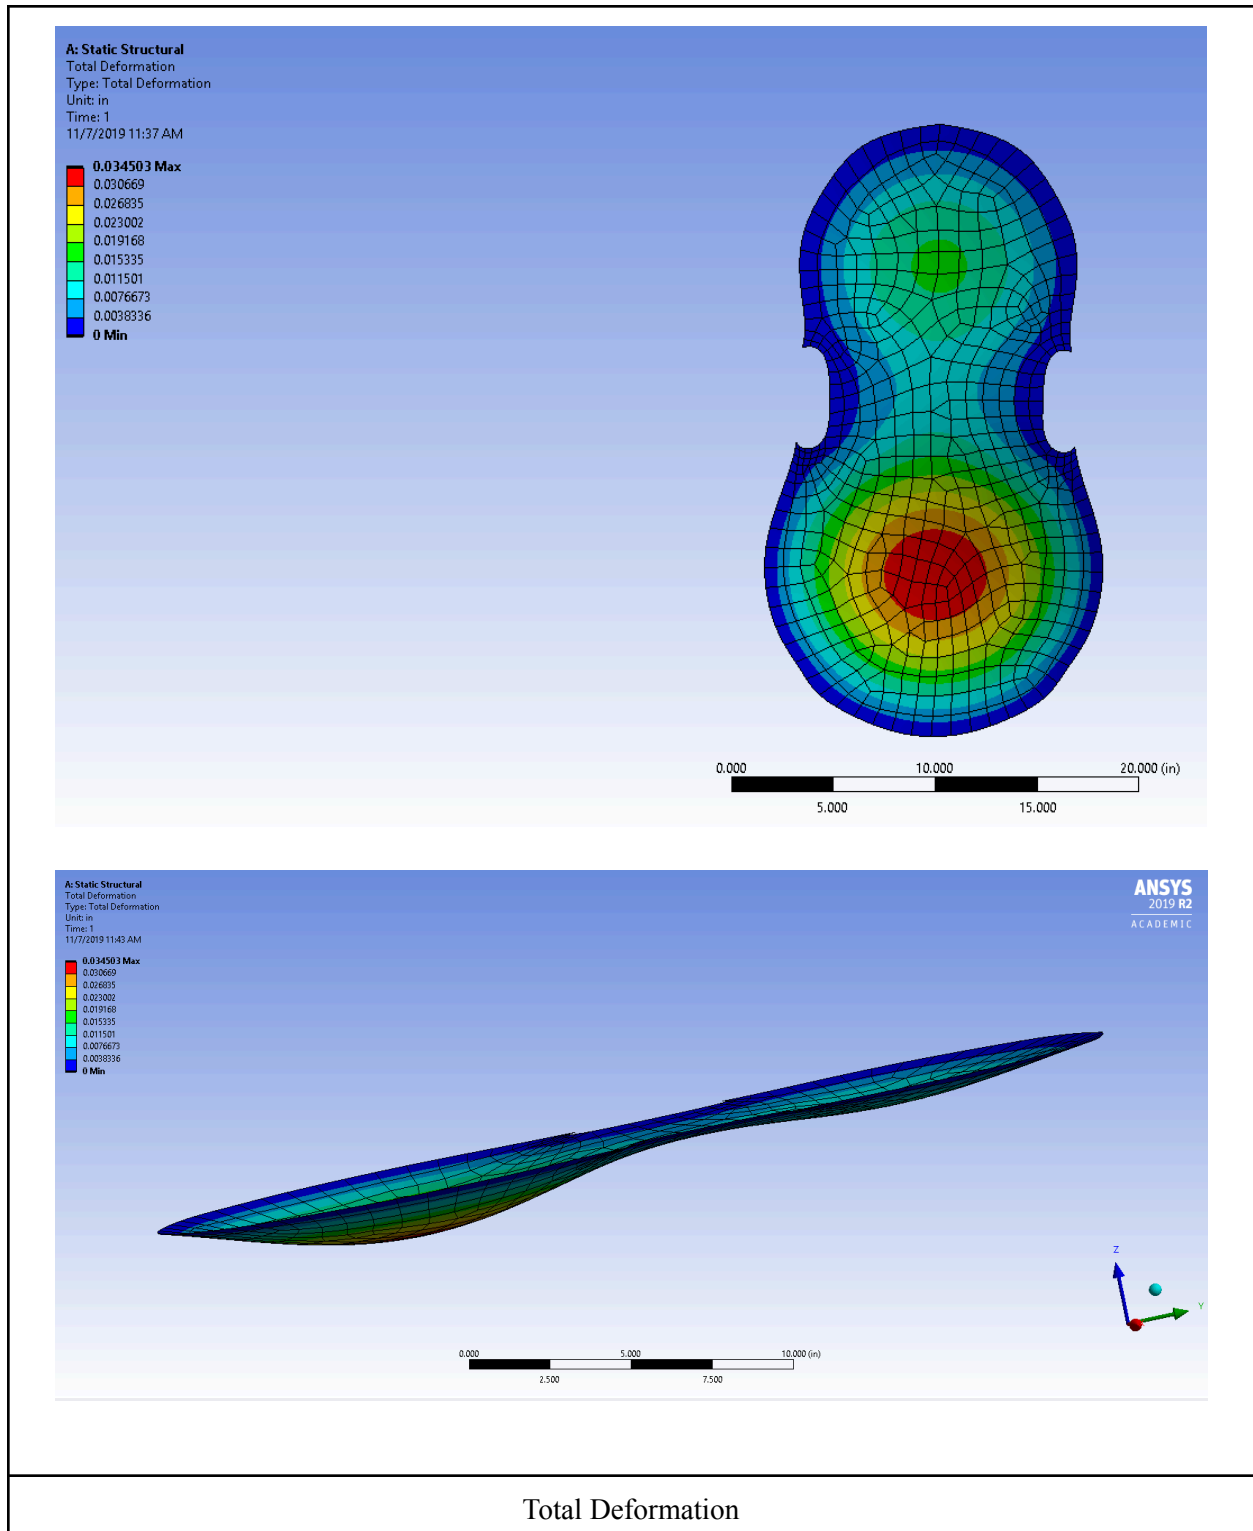 A: Static Structural
Total Deformation
Type: Total Deformation
Unit: in
Time: 1
11/7/2019 11:37 AM
0.034503 Max
0.030669
0.026835
0.023002
0.019168
0.015335
0.011501
0.0076673
0.0038336
0 Min
0.000 10.000 20.000 (in)
5.000 15.000
A: Static Structural
Total Deformation
Type: Total Deformation
Unit: in
Time: 1
11/7/2019 11:43 AM
ANSYS
2019 R2
ACADEMIC
0.034503 Max
0.030669
0.026835
0.023002
0.019168
0.015335
0.011501
0.0076673
0.0038336
0 Min
Z
Y
0.000 5.000 10.000 (in)
2.500 7.500
Total Deformation